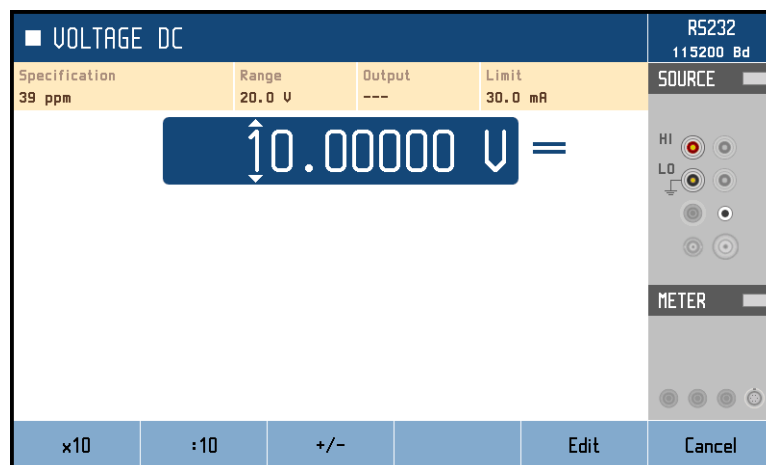 VOLTAGE DC
RS232
115200 Bd
Specification Range Output Limit
39 ppm 20.0 V --- 30.0 mA
SOURCE
10.00000 V
HI
LO
METER
x10 :10 +/- Edit Cancel